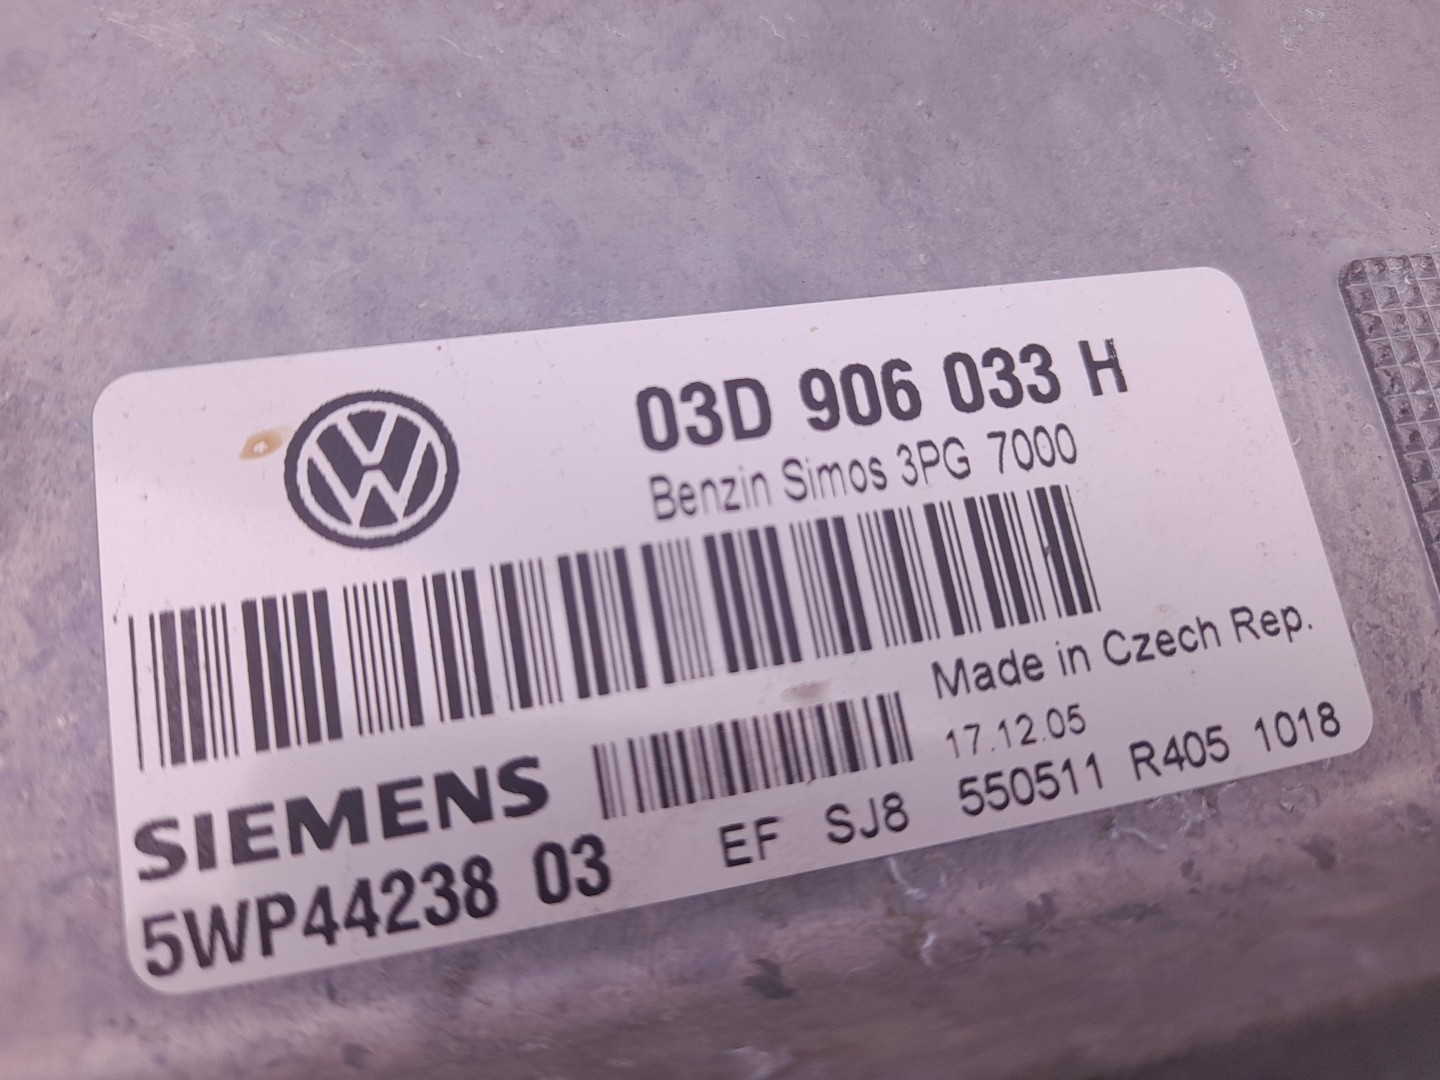 03D 906 033 H
Benzin Simos 3PG 7000
Made in Czech Rep.
17.12.05
SIEMENS
5WP44238 03
EF SJ8 550511 R405 1018